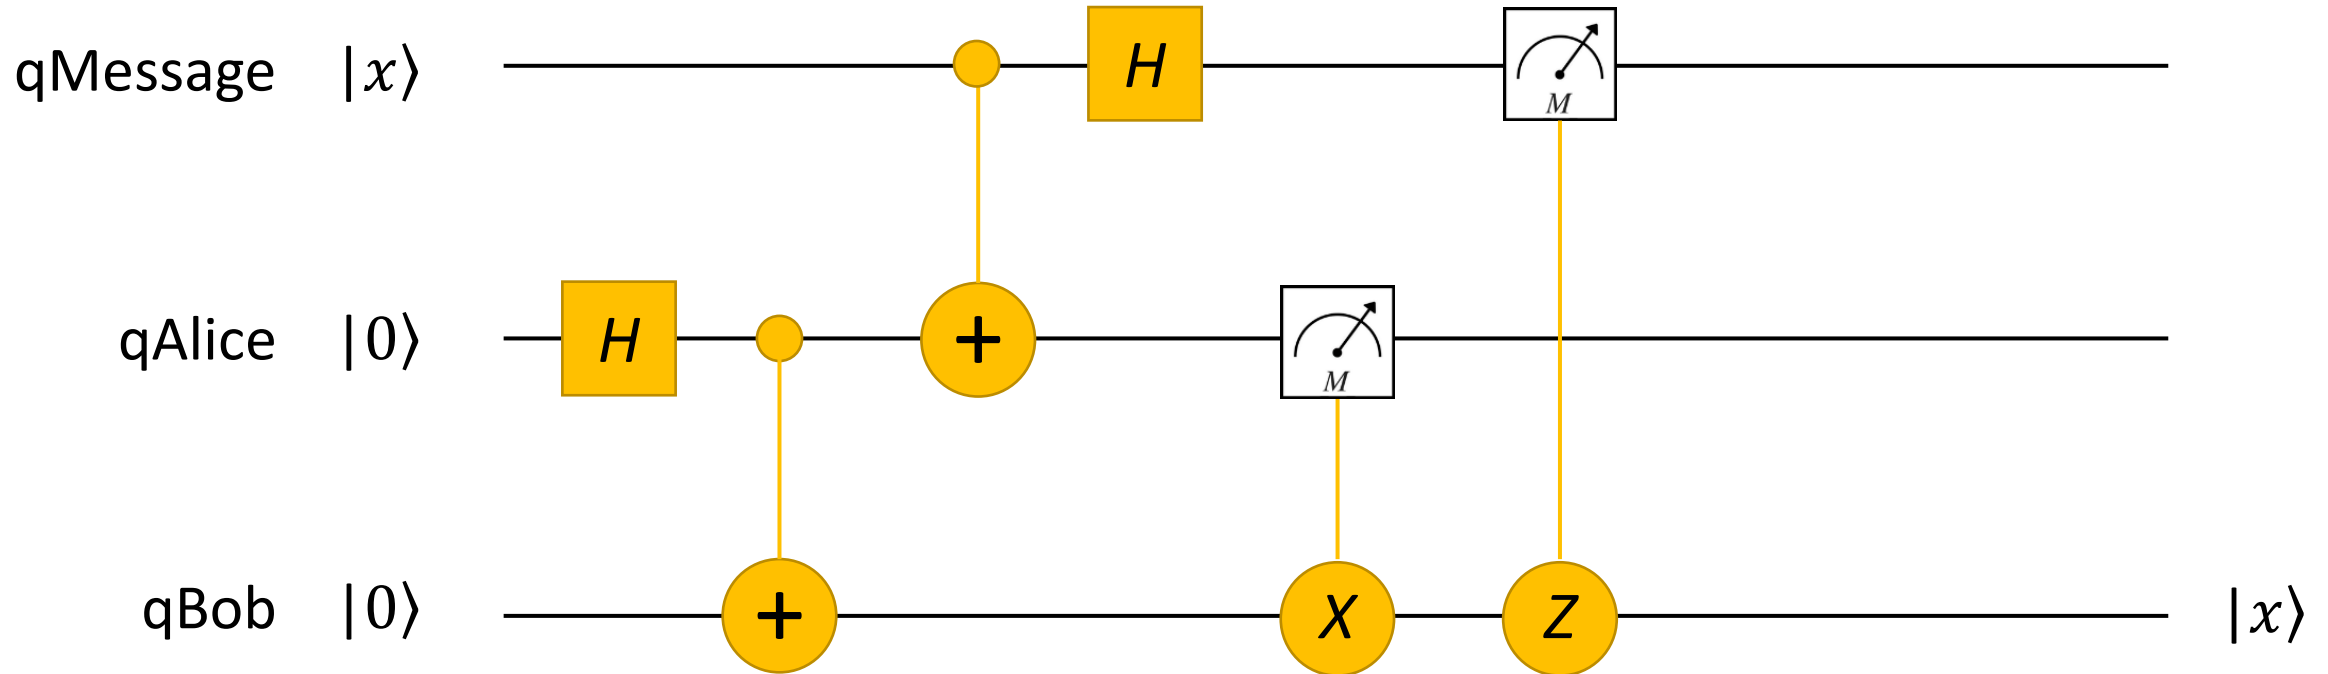 qMessage |x⟩ H M
qAlice |0⟩ H + M
qBob |0⟩ + X Z |x⟩